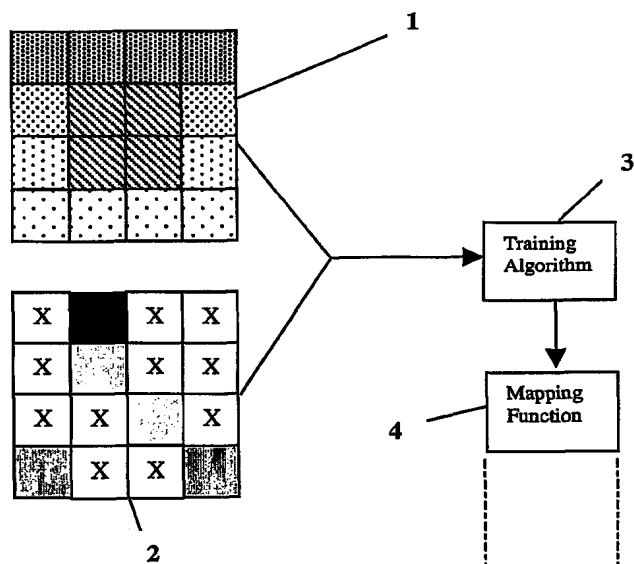 1
3
Training
Algorithm
X X X
X X X
Mapping
Function
4
X X X
X X
2